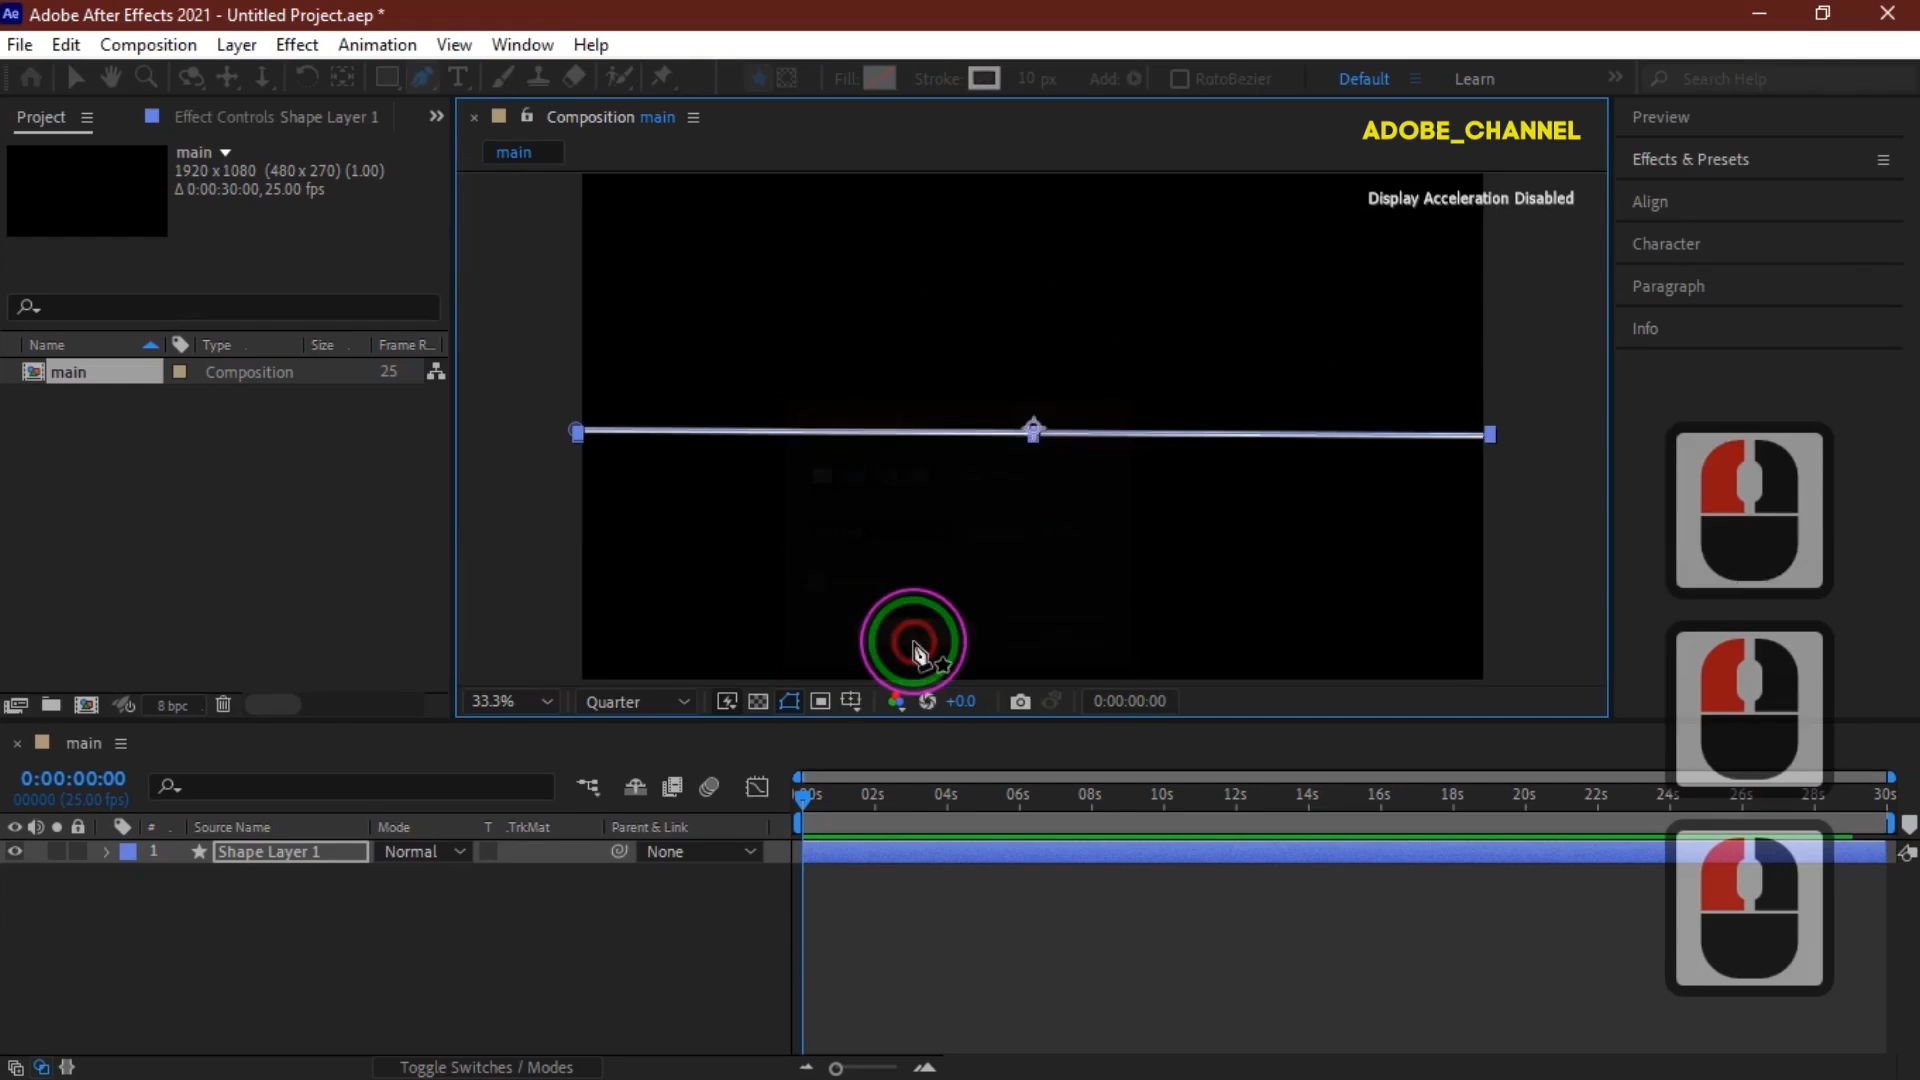 Ae Adobe After Effects 2021 - Untitled Project.aep *
File Edit Composition Layer Effect Animation View Window Help
Fill: Stroke: 10 px Add: RotoBezier Default Learn Search Help
Project Effect Controls Shape Layer 1
main
1920 x 1080 (480 x 270) (1.00)
Δ 0:00:30:00, 25.00 fps
Name Type Size Frame R...
main Composition 25
8 bpc
Composition main
main
ADOBE_CHANNEL
Display Acceleration Disabled
33.3% Quarter +0.0 0:00:00:00
Preview
Effects & Presets
Align
Character
Paragraph
Info
main
0:00:00:00
00000 (25.00 fps)
00s 02s 04s 06s 08s 10s 12s 14s 16s 18s 20s 22s 24s 26s 28s 30s
# Source Name Mode T .TrkMat Parent & Link
1 Shape Layer 1 Normal None
Toggle Switches / Modes